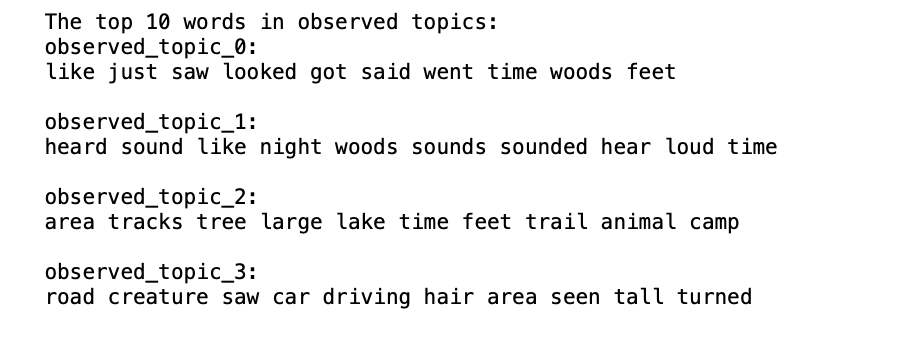 The top 10 words in observed topics:
observed_topic_0:
like just saw looked got said went time woods feet
observed_topic_1:
heard sound like night woods sounds sounded hear loud time
observed_topic_2:
area tracks tree large lake time feet trail animal camp
observed_topic_3:
road creature saw car driving hair area seen tall turned